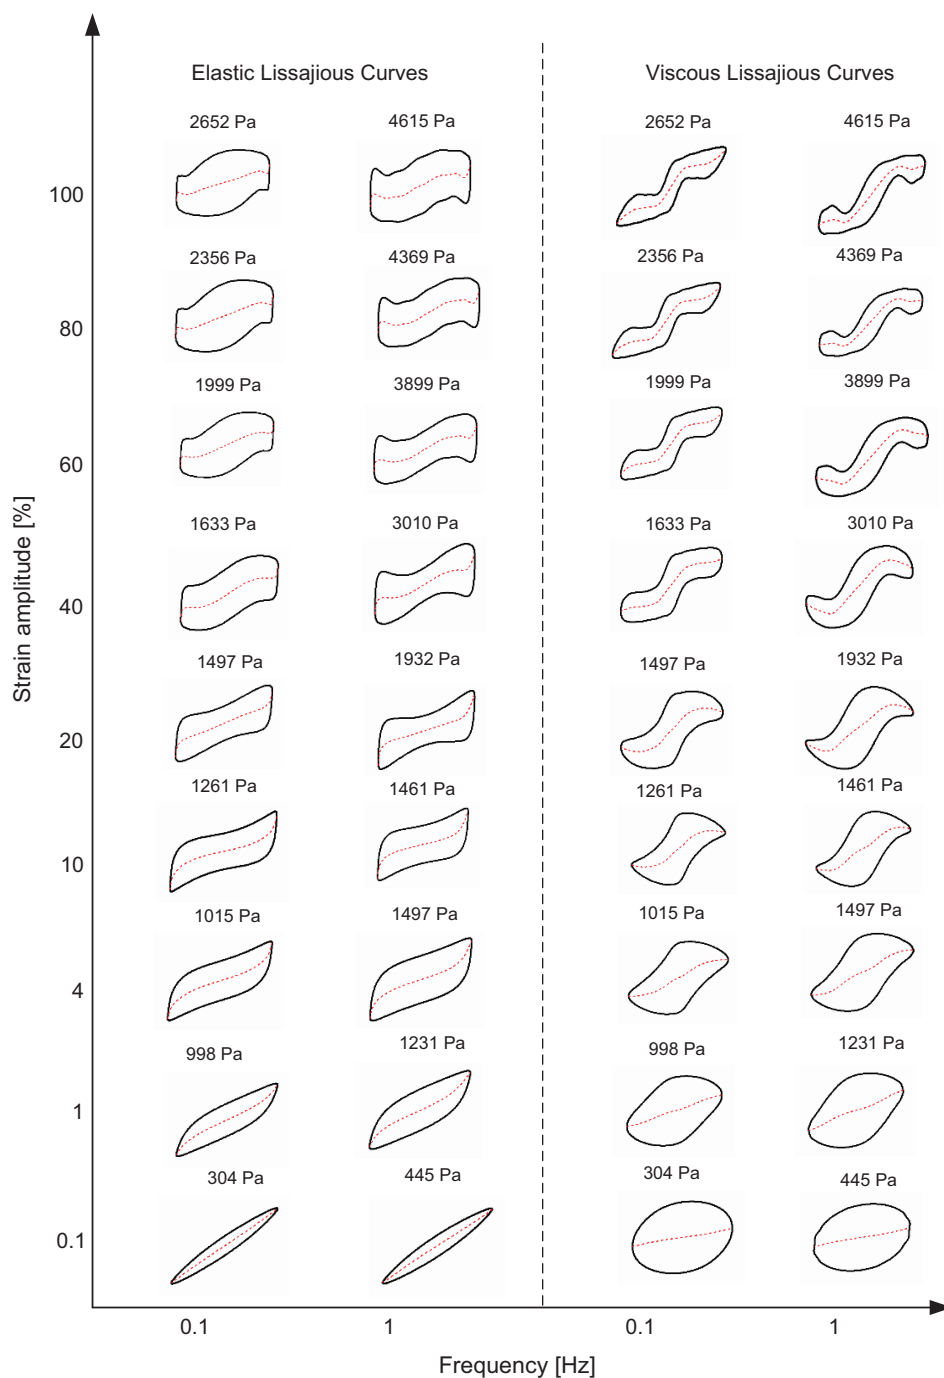 Elastic Lissajious Curves Viscous Lissajious Curves
2652 Pa 4615 Pa 2652 Pa 4615 Pa
100
2356 Pa 4369 Pa 2356 Pa 4369 Pa
80
1999 Pa 3899 Pa 1999 Pa 3899 Pa
60
1633 Pa 3010 Pa 1633 Pa 3010 Pa
40
1497 Pa 1932 Pa 1497 Pa 1932 Pa
20
1261 Pa 1461 Pa 1261 Pa 1461 Pa
10
1015 Pa 1497 Pa 1015 Pa 1497 Pa
4
998 Pa 1231 Pa 998 Pa 1231 Pa
1
304 Pa 445 Pa 304 Pa 445 Pa
0.1
Strain amplitude [%]
0.1 1 0.1 1
Frequency [Hz]